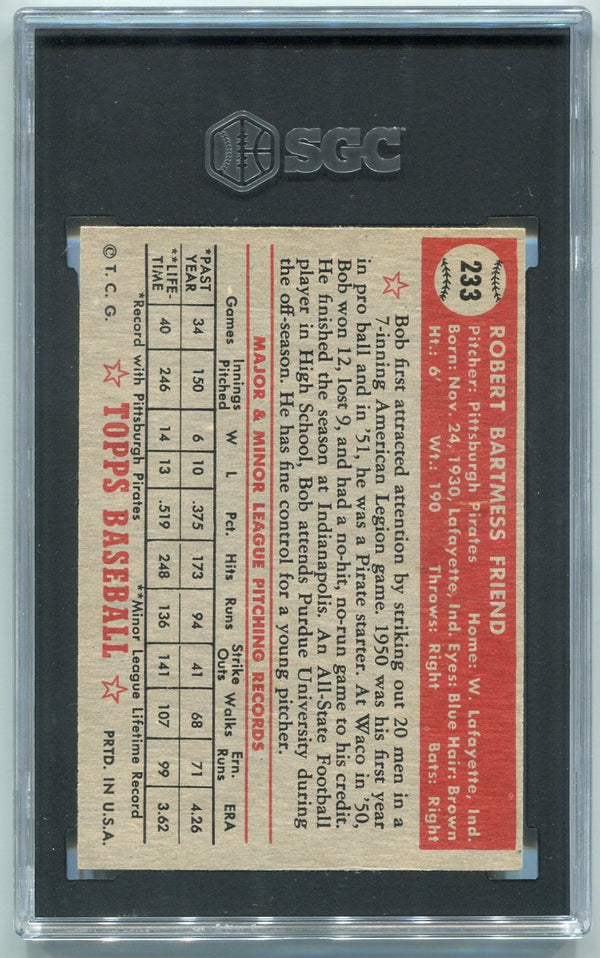 SGC
233
ROBERT BARTMESS FRIEND
Pitcher: Pittsburgh Pirates Home: W. Lafayette, Ind.
Born: Nov. 24, 1930, Lafayette, Ind. Eyes: Blue Hair: Brown
Ht.: 6' Wt.: 190 Throws: Right Bats: Right
Bob first attracted attention by striking out 20 men in a
7-inning American Legion game. 1950 was his first year
in pro ball and in '51, he was a Pirate starter. At Waco in '50,
Bob won 12, lost 9, and had a no-hit, no-run game to his credit.
He finished the season at Indianapolis. An All-State Football
player in High School, Bob attends Purdue University during
the off-season. He has fine control for a young pitcher.
MAJOR & MINOR LEAGUE PITCHING RECORDS
Games Innings Pitched W L Pct. Hits Runs Strike Outs Walks Ern. Runs ERA
*PAST YEAR 34 150 6 10 .375 173 94 41 68 71 4.26
**LIFE-TIME 40 246 14 13 .519 248 136 141 107 99 3.62
*Record with Pittsburgh Pirates **Minor League Lifetime Record
© T. C. G. TOPPS BASEBALL PRTD. IN U.S.A.